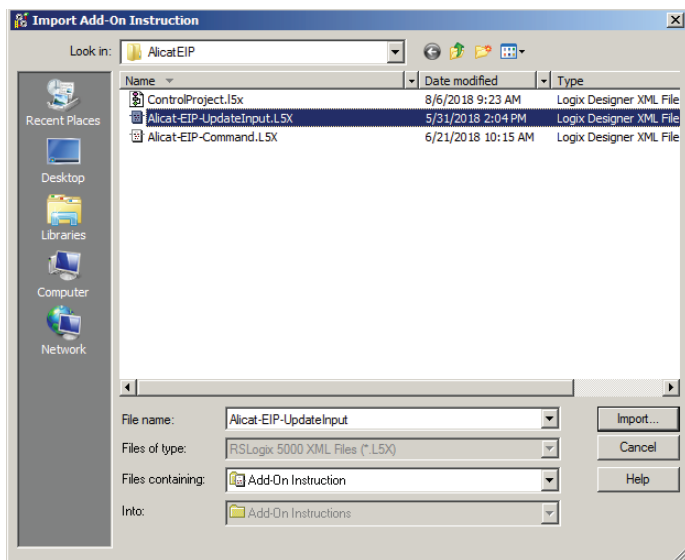 Import Add-On Instruction
Look in: AlicatEIP
Name Date modified Type
ControlProject.l5x 8/6/2018 9:23 AM Logix Designer XML File
Alicat-EIP-UpdateInput.L5X 5/31/2018 2:04 PM Logix Designer XML File
Alicat-EIP-Command.L5X 6/21/2018 10:15 AM Logix Designer XML File
Recent Places
Desktop
Libraries
Computer
Network
File name: Alicat-EIP-UpdateInput Import...
Files of type: RSLogix 5000 XML Files (*.L5X) Cancel
Files containing: Add-On Instruction Help
Into: Add-On Instructions